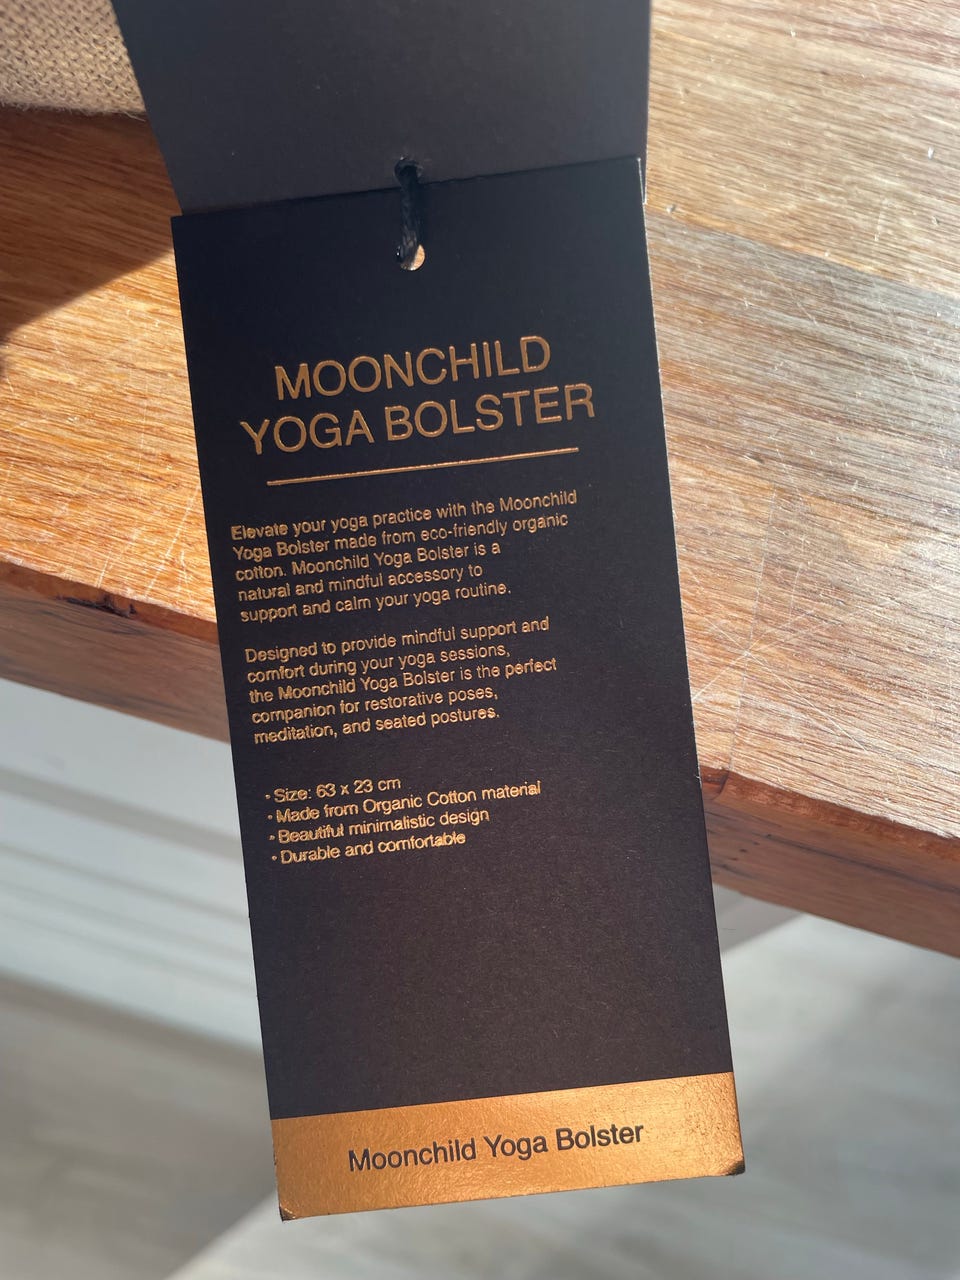 MOONCHILD
YOGA BOLSTER
Elevate your yoga practice with the Moonchild
Yoga Bolster made from eco-friendly organic
cotton. Moonchild Yoga Bolster is a
natural and mindful accessory to
support and calm your yoga routine.
Designed to provide mindful support and
comfort during your yoga sessions,
the Moonchild Yoga Bolster is the perfect
companion for restorative poses,
meditation, and seated postures.
• Size: 63 x 23 cm
• Made from Organic Cotton material
• Beautiful minimalistic design
• Durable and comfortable
Moonchild Yoga Bolster